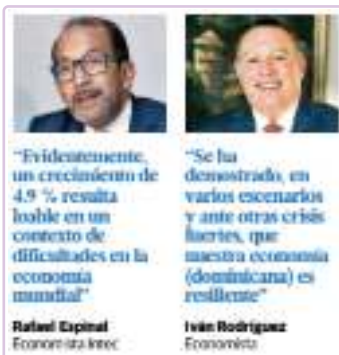 “Evidentemente,
un crecimiento de
4.9 % resulta
loable en un
contexto de
dificultades en la
economía
mundial”
Rafael Espinal
Economista Intec
“Se ha
demostrado, en
varios escenarios
y ante otras crisis
fuertes, que
nuestra economía
(dominicana) es
resiliente”
Iván Rodríguez
Economista